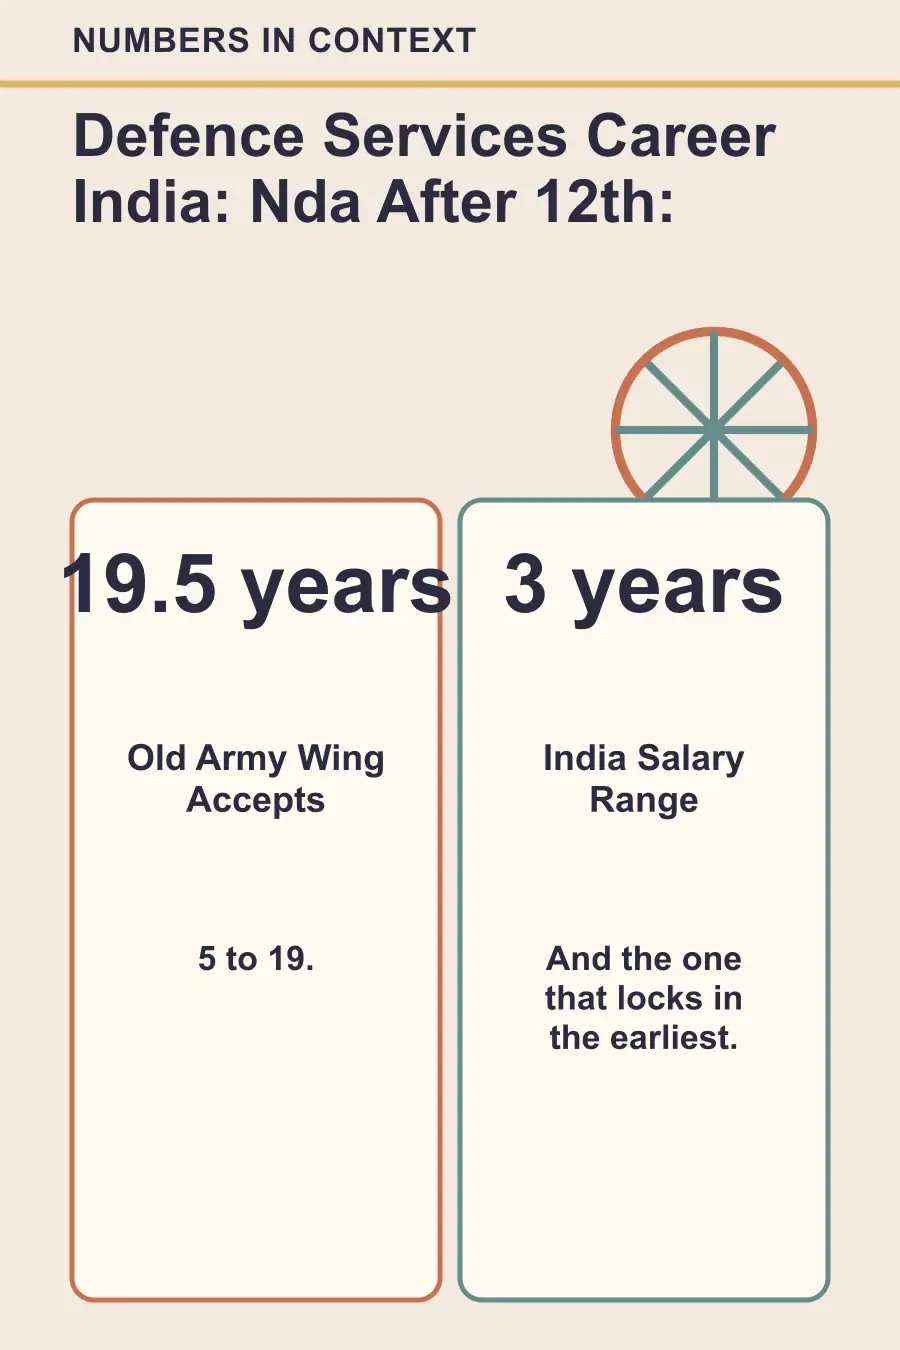 NUMBERS IN CONTEXT
Defence Services Career
India: Nda After 12th:
19.5 years
Old Army Wing
Accepts
5 to 19.
3 years
India Salary
Range
And the one
that locks in
the earliest.